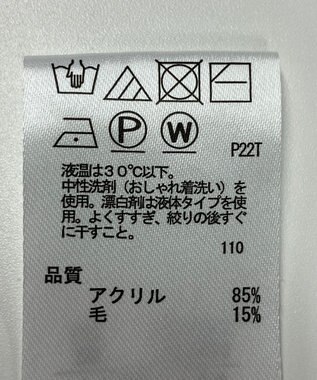 P W P22T
液温は30℃以下。
中性洗剤（おしゃれ着洗い）を
使用。漂白剤は液体タイプを使
用。よくすすぎ、絞りの後すぐ
に干すこと。
110
品質
アクリル 85%
毛 15%